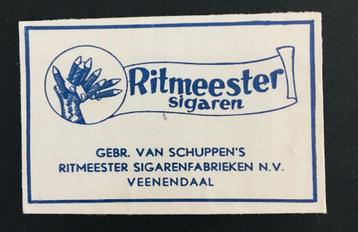 Ritmeester
sigaren
GEBR. VAN SCHUPPEN'S
RITMEESTER SIGARENFABRIEKEN N.V.
VEENENDAAL